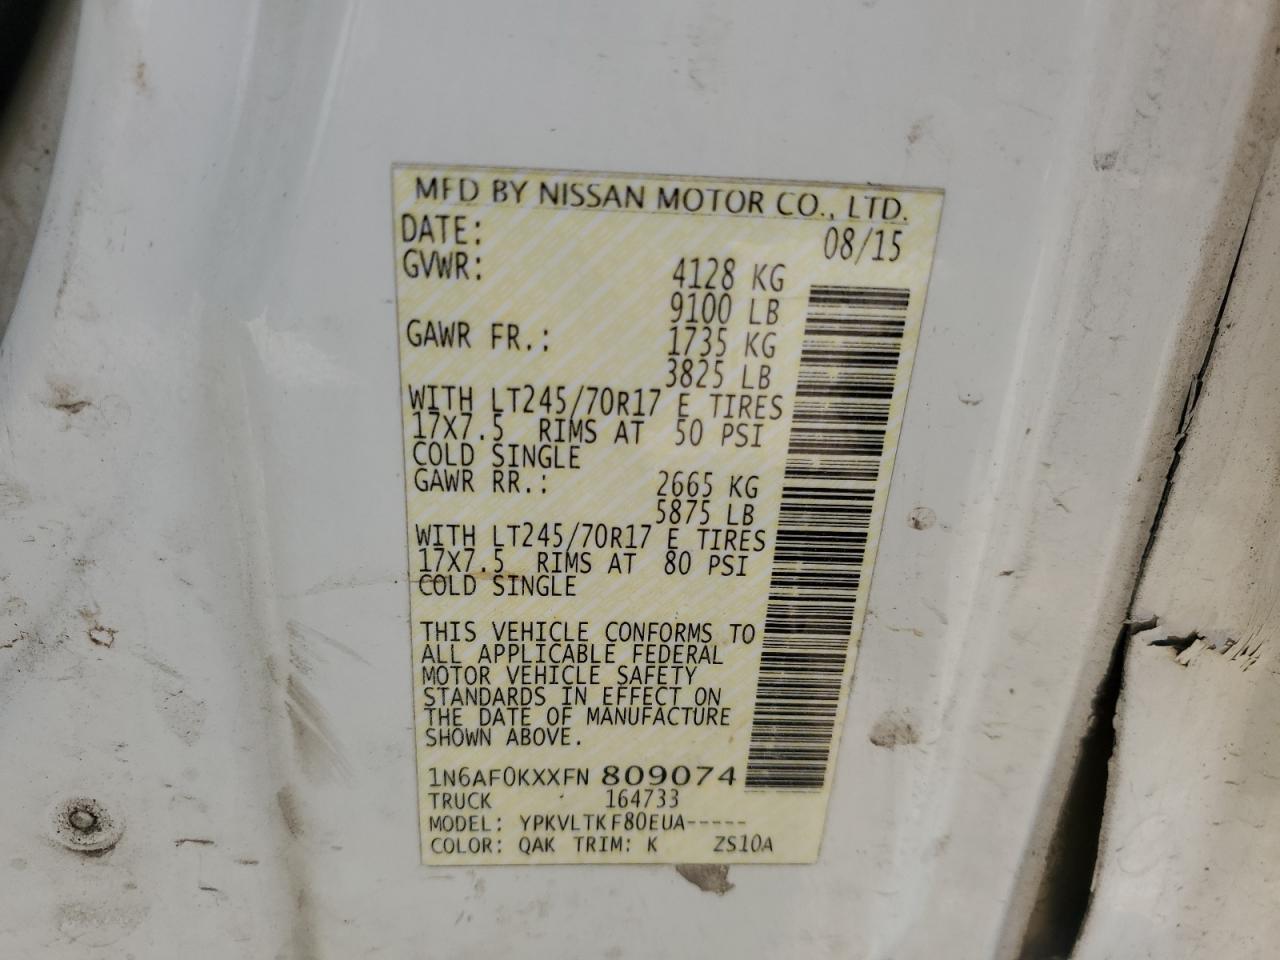 MFD BY NISSAN MOTOR CO., LTD.
DATE: 08/15
GVWR: 4128 KG
9100 LB
GAWR FR.: 1735 KG
3825 LB
WITH LT245/70R17 E TIRES
17X7.5 RIMS AT 50 PSI
COLD SINGLE
GAWR RR.: 2665 KG
5875 LB
WITH LT245/70R17 E TIRES
17X7.5 RIMS AT 80 PSI
COLD SINGLE
THIS VEHICLE CONFORMS TO
ALL APPLICABLE FEDERAL
MOTOR VEHICLE SAFETY
STANDARDS IN EFFECT ON
THE DATE OF MANUFACTURE
SHOWN ABOVE.
1N6AF0KXXFN 809074
TRUCK 164733
MODEL: YPKVLTKF80EUA-----
COLOR: QAK TRIM: K ZS10A